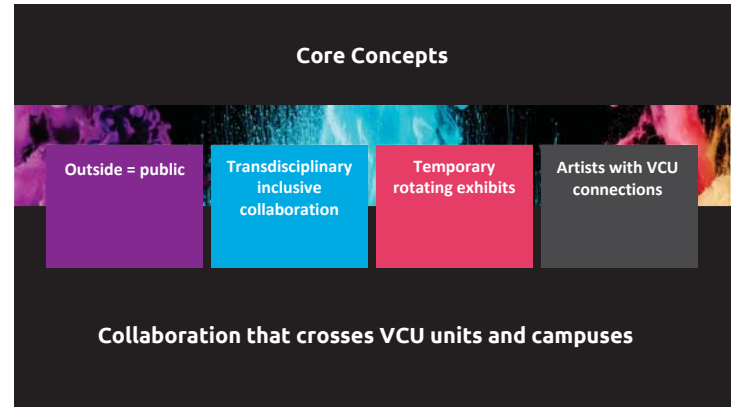 Core Concepts
Outside = public
Transdisciplinary
inclusive
collaboration
Temporary
rotating exhibits
Artists with VCU
connections
Collaboration that crosses VCU units and campuses